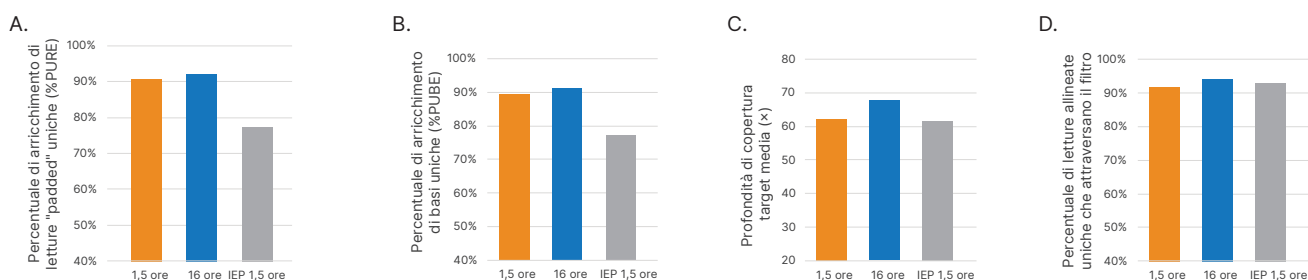 A.
Percentuale di arricchimento di
letture "padded" uniche (%PURE)
100%
90%
80%
70%
60%
50%
40%
1,5 ore
16 ore
IEP 1,5 ore
B.
Percentuale di arricchimento
di basi uniche (%PUBE)
100%
90%
80%
70%
60%
50%
40%
1,5 ore
16 ore
IEP 1,5 ore
C.
Profondità di copertura
target media (×)
80
70
60
50
40
30
20
1,5 ore
16 ore
IEP 1,5 ore
D.
Percentuale di letture allineate
uniche che attraversano il filtro
100%
90%
80%
70%
60%
50%
40%
1,5 ore
16 ore
IEP 1,5 ore